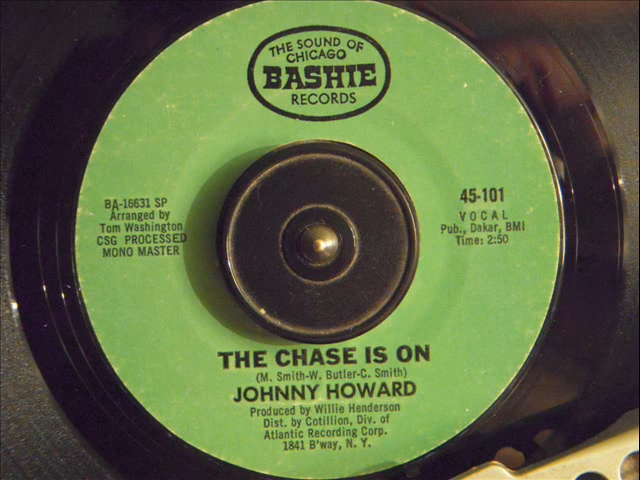 THE SOUND OF
CHICAGO
BASHIE
RECORDS
BA-16631 SP
Arranged by
Tom Washington
CSG PROCESSED
MONO MASTER
45-101
VOCAL
Pub., Dakar, BMI
Time: 2:50
THE CHASE IS ON
(M. Smith-W. Butler-C. Smith)
JOHNNY HOWARD
Produced by Willie Henderson
Dist. by Cotillion, Div. of
Atlantic Recording Corp.
1841 B'way, N. Y.